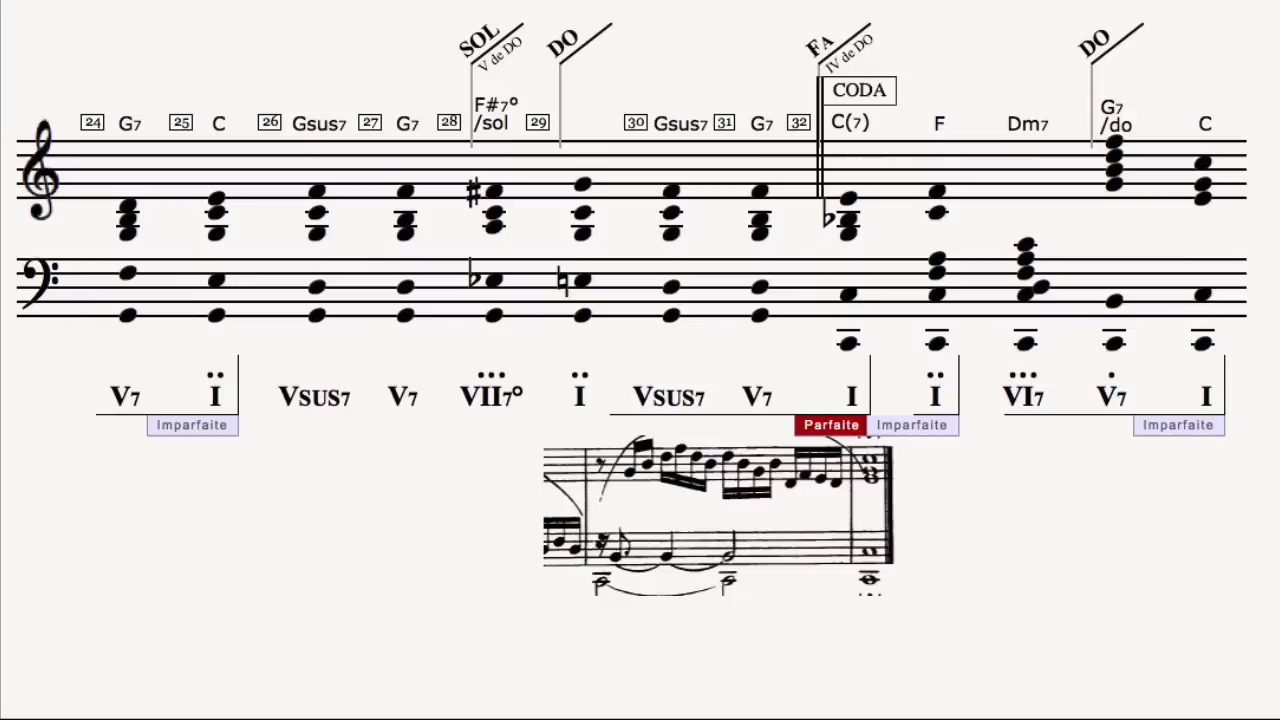 SOL
V de DO
DO
FA
IV de DO
DO
CODA
24 G7 25 C 26 Gsus7 27 G7 28 F#7° /sol 29 30 Gsus7 31 G7 32 C(7) F Dm7 G7 /do C
V7 I VSUS7 V7 VII7° I VSUS7 V7 I I VI7 V7 I
Imparfaite Parfaite Imparfaite Imparfaite